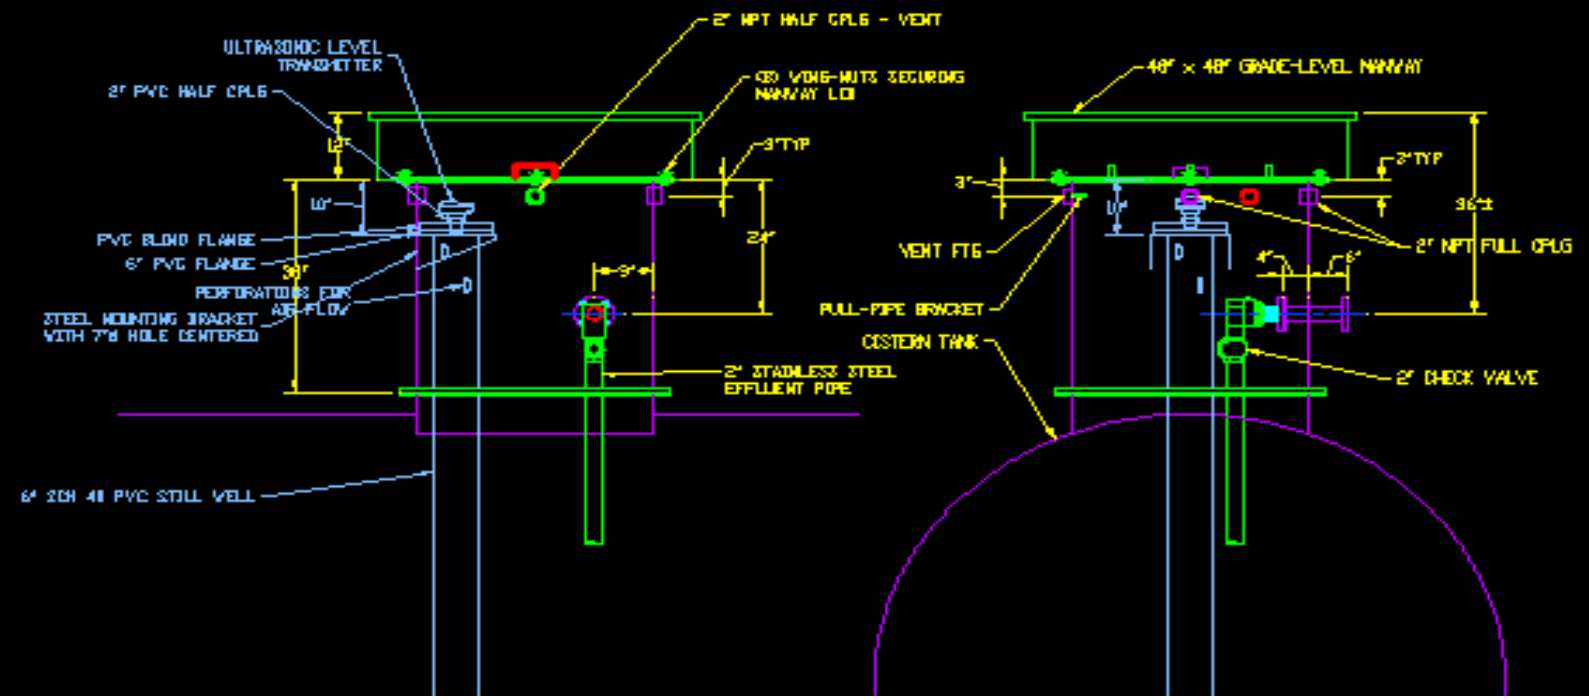 2" NPT HALF CPLG - VENT
ULTRASONIC LEVEL
TRANSMITTER
2" PVC HALF CPLG
(8) WING-NUTS SECURING
MANWAY LID
48" x 48" GRADE-LEVEL MANWAY
12"
3"TYP
3"TYP
3"
10"
10"
36"±
PVC BLIND FLANGE
6" PVC FLANGE
24"
VENT FTG
2" NPT FULL CPLG
36"
9"
4"
6"
PERFORATIONS FOR
AIR-FLOW
STEEL MOUNTING BRACKET
WITH 7"Ø HOLE CENTERED
PULL-PIPE BRACKET
CISTERN TANK
2" STAINLESS STEEL
EFFLUENT PIPE
2" CHECK VALVE
6" SCH 40 PVC STILL WELL